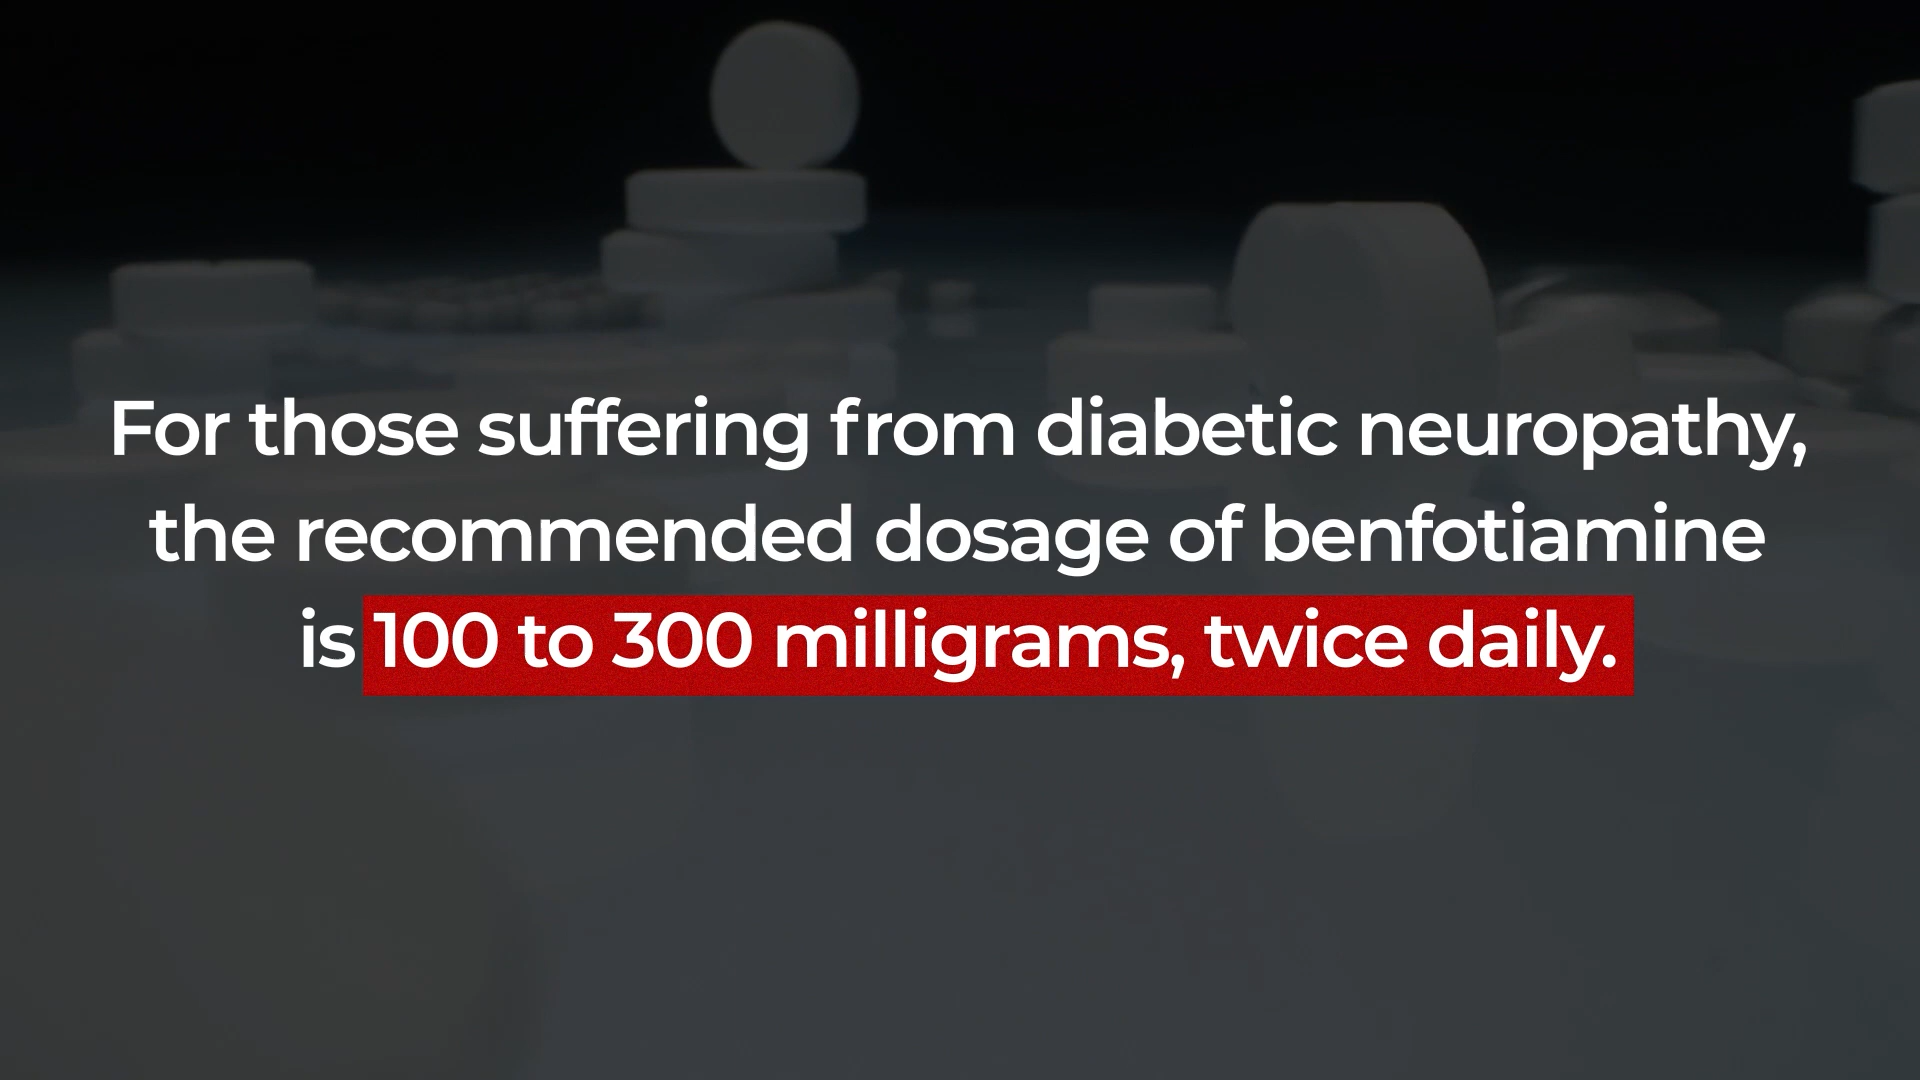 For those suffering from diabetic neuropathy,
the recommended dosage of benfotiamine
is 100 to 300 milligrams, twice daily.